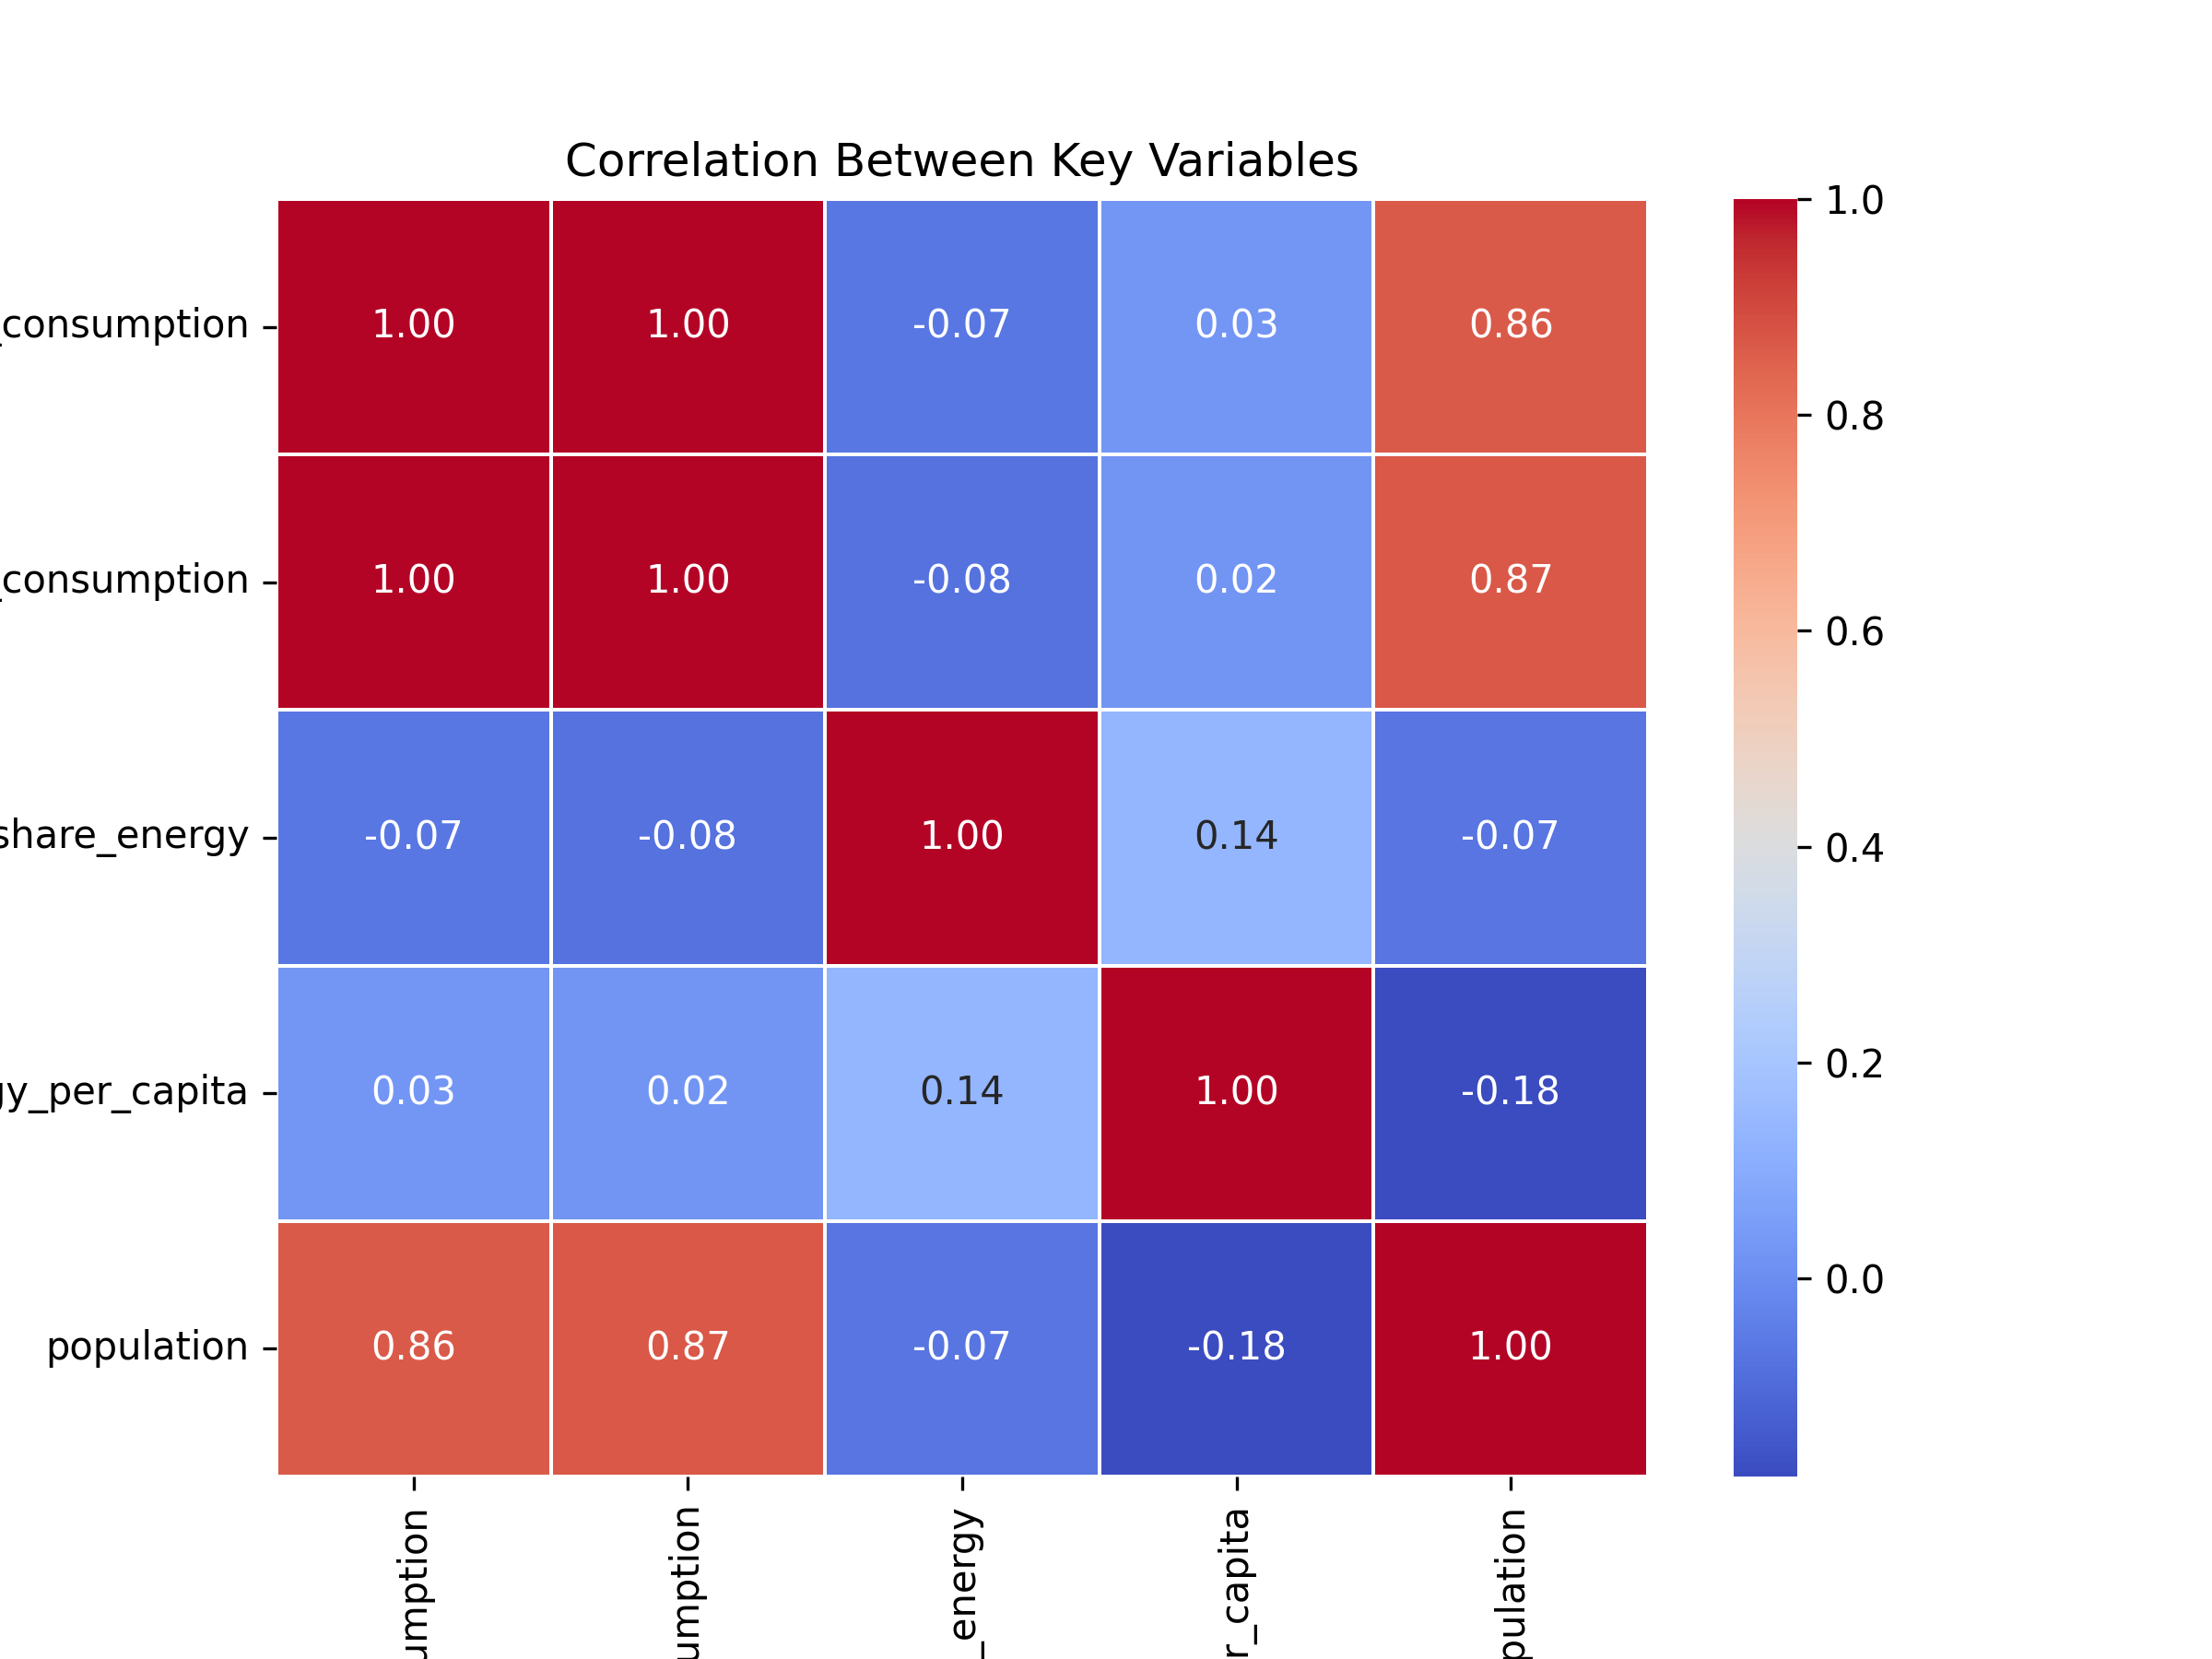 Correlation Between Key Variables
_consumption 1.00 1.00 -0.07 0.03 0.86
_consumption 1.00 1.00 -0.08 0.02 0.87
share_energy -0.07 -0.08 1.00 0.14 -0.07
gy_per_capita 0.03 0.02 0.14 1.00 -0.18
population 0.86 0.87 -0.07 -0.18 1.00
umption
umption
_energy
r_capita
pulation
1.0
0.8
0.6
0.4
0.2
0.0